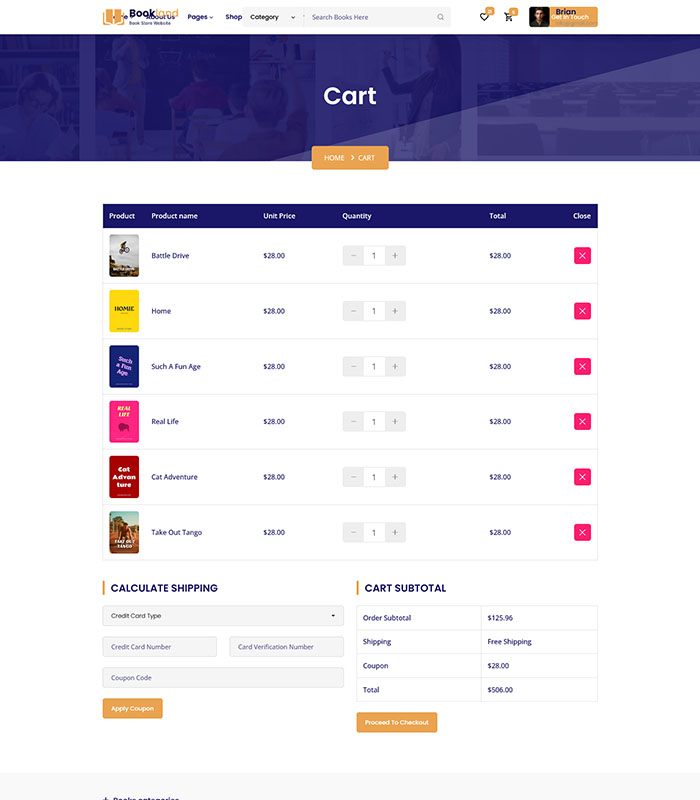 Bookland
Book Store Website
About Us
Pages
Shop
Category
Search Books Here
Brian
Get In Touch
Cart
HOME > CART
Product Product name Unit Price Quantity Total Close
BATTLE DRIVE
Battle Drive $28.00 − 1 + $28.00 ×
HOMIE
Home $28.00 − 1 + $28.00 ×
Such
a Fun
Age
Such A Fun Age $28.00 − 1 + $28.00 ×
REAL
LIFE
Real Life $28.00 − 1 + $28.00 ×
Cat
Advan
ture
Cat Adventure $28.00 − 1 + $28.00 ×
TAKE OUT
TANGO
Take Out Tango $28.00 − 1 + $28.00 ×
CALCULATE SHIPPING
Credit Card Type
Credit Card Number
Card Verification Number
Coupon Code
Apply Coupon
CART SUBTOTAL
Order Subtotal $125.96
Shipping Free Shipping
Coupon $28.00
Total $506.00
Proceed To Checkout
Books categories